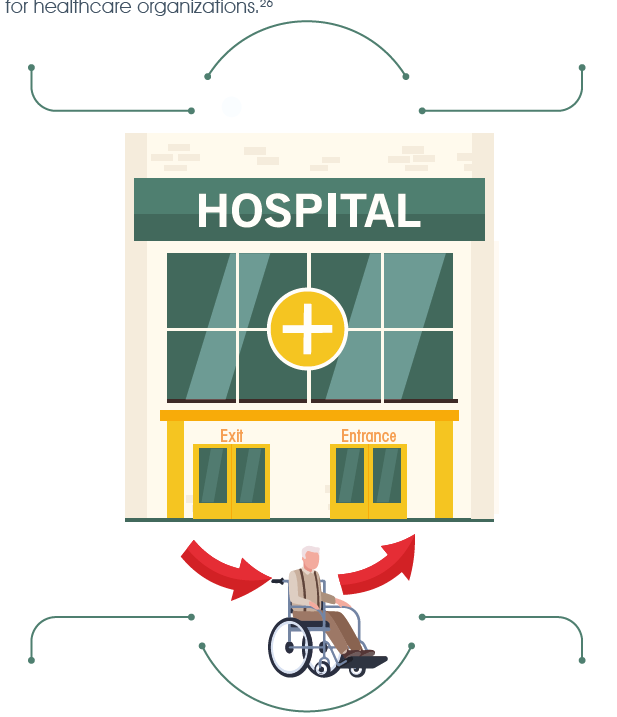 for healthcare organizations.²⁶
HOSPITAL
Exit Entrance